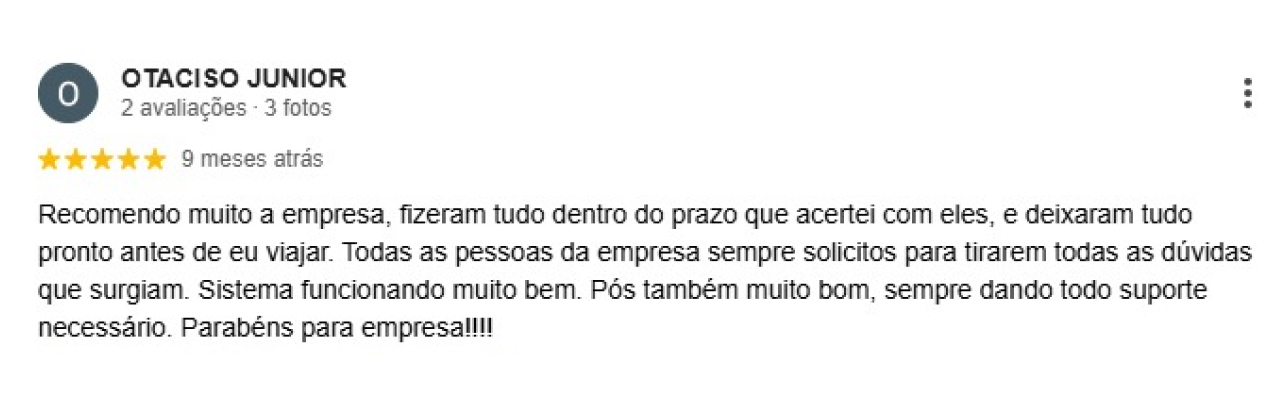 O
OTACISO JUNIOR
2 avaliações · 3 fotos
9 meses atrás
Recomendo muito a empresa, fizeram tudo dentro do prazo que acertei com eles, e deixaram tudo
pronto antes de eu viajar. Todas as pessoas da empresa sempre solicitos para tirarem todas as dúvidas
que surgiam. Sistema funcionando muito bem. Pós também muito bom, sempre dando todo suporte
necessário. Parabéns para empresa!!!!